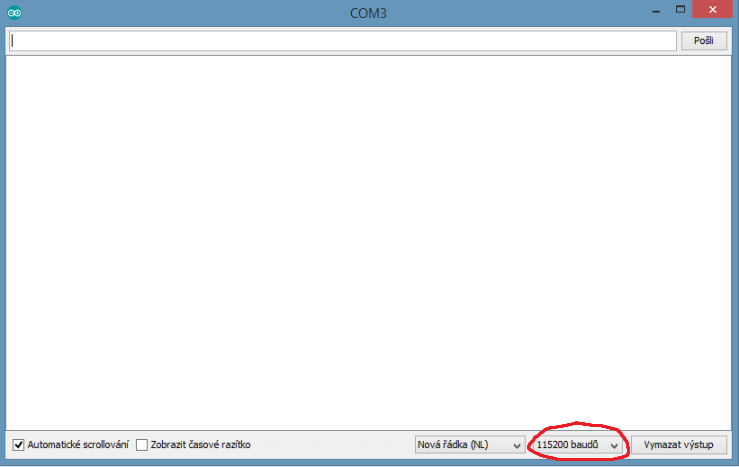 COM3
Pošli
Automatické scrollování Zobrazit časové razítko Nová řádka (NL) 115200 baudů Vymazat výstup